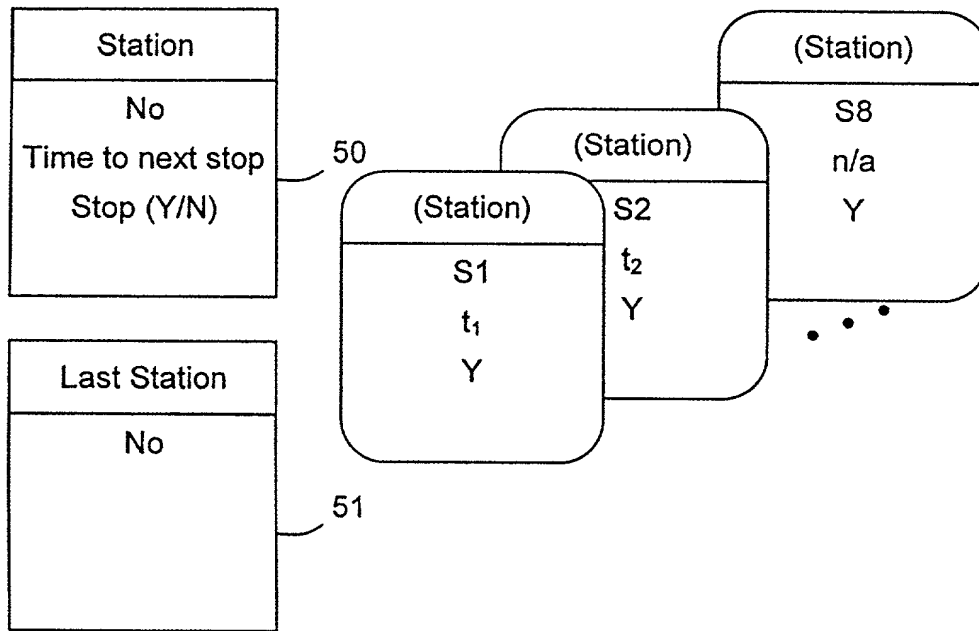 Station
No
Time to next stop
Stop (Y/N)
50
(Station)
S1
t₁
Y
(Station)
S2
t₂
Y
(Station)
S8
n/a
Y
Last Station
No
51